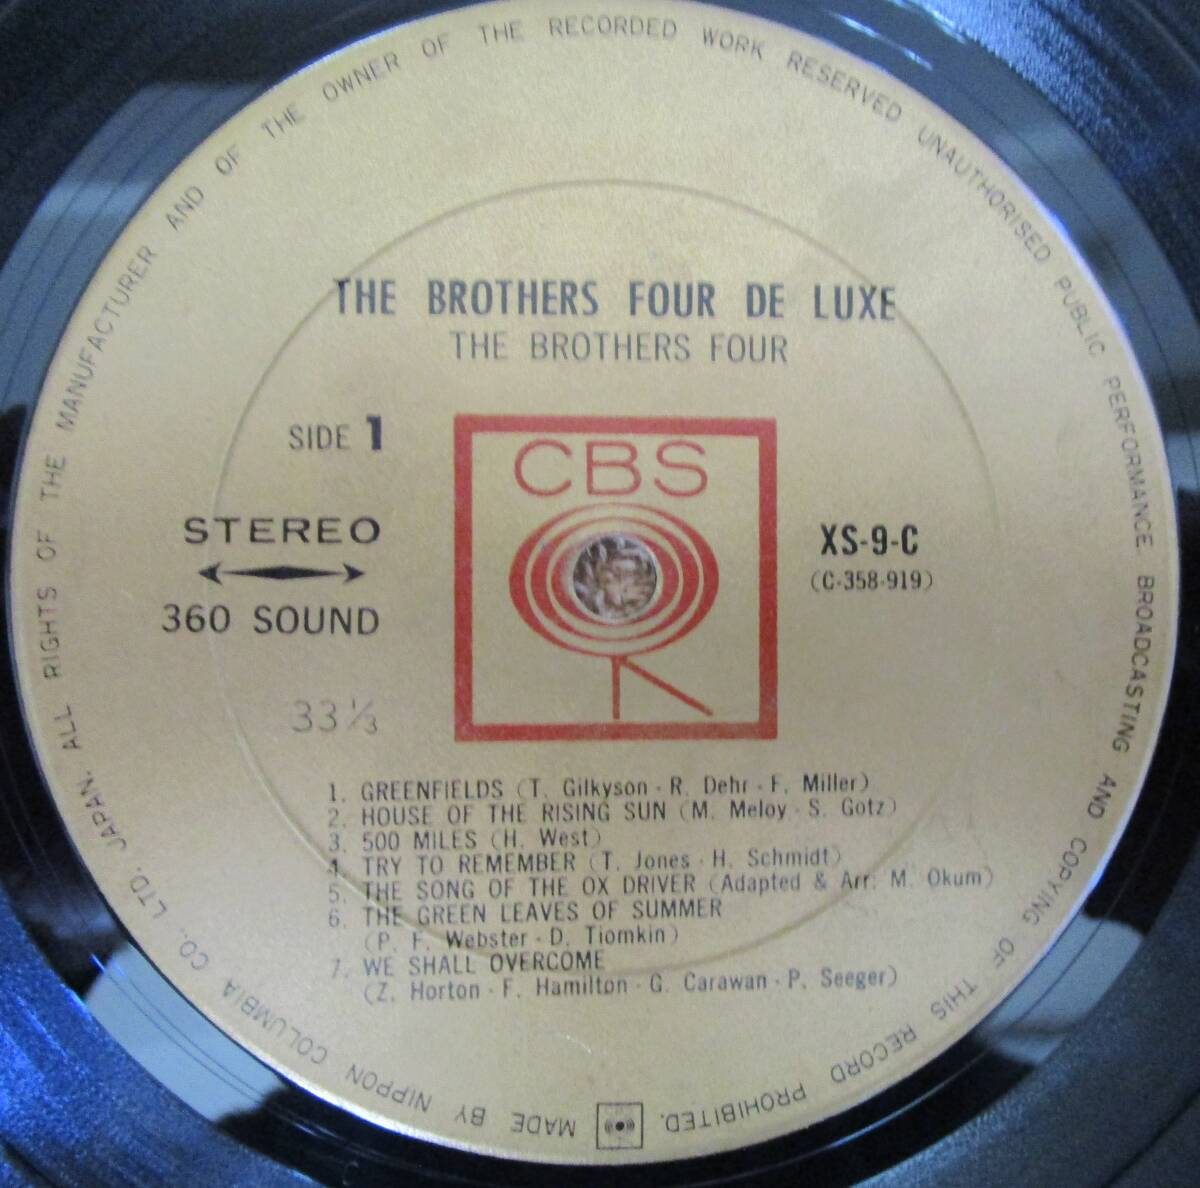 THE BROTHERS FOUR DE LUXE
THE BROTHERS FOUR
SIDE 1
CBS
STEREO
360 SOUND
XS-9-C
(C-358-919)
33 1/3
1. GREENFIELDS (T. Gilkyson · R. Dehr · F. Miller)
2. HOUSE OF THE RISING SUN (M. Meloy · S. Gotz)
3. 500 MILES (H. West)
4. TRY TO REMEMBER (T. Jones · H. Schmidt)
5. THE SONG OF THE OX DRIVER (Adapted & Arr. M. Okum)
6. THE GREEN LEAVES OF SUMMER
(P. F. Webster · D. Tiomkin)
7. WE SHALL OVERCOME
(Z. Horton · F. Hamilton · G. Carawan · P. Seeger)
MADE BY NIPPON COLUMBIA CO., LTD. JAPAN. ALL RIGHTS OF THE MANUFACTURER AND OF THE OWNER OF THE RECORDED WORK RESERVED UNAUTHORISED PUBLIC PERFORMANCE BROADCASTING AND COPYING OF THIS RECORD PROHIBITED.